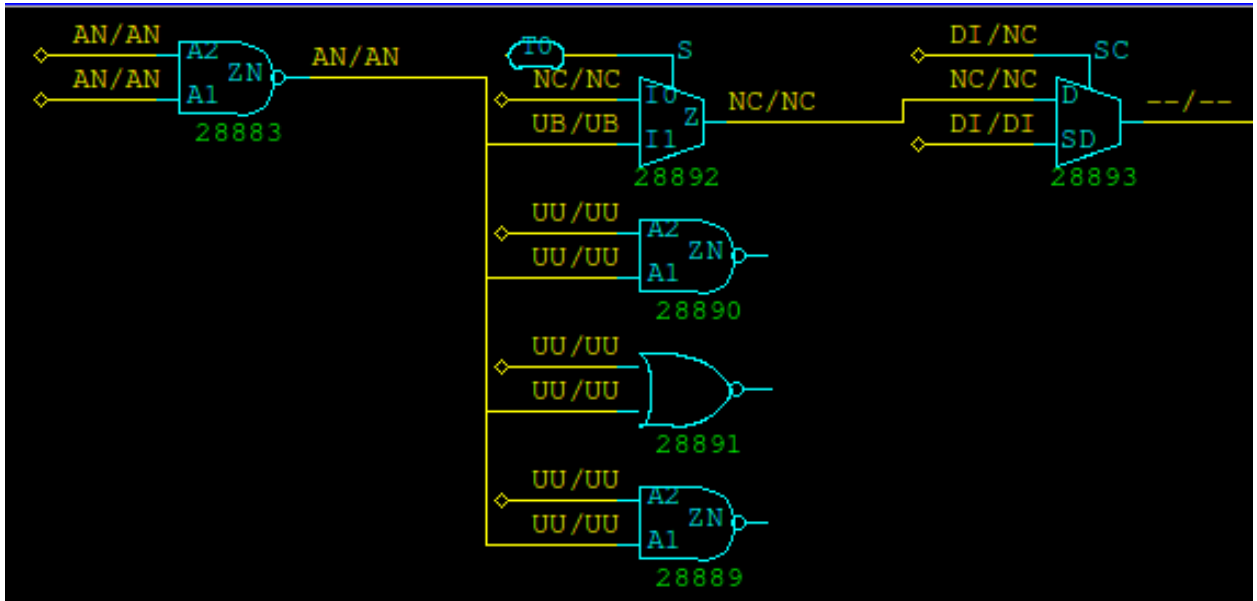 AN/AN
AN/AN
A2
A1
ZN
28883
AN/AN
T0
S
NC/NC
UB/UB
I0
I1
Z
28892
NC/NC
DI/NC
SC
NC/NC
DI/DI
D
SD
28893
--/--
UU/UU
UU/UU
A2
A1
ZN
28890
UU/UU
UU/UU
28891
UU/UU
UU/UU
A2
A1
ZN
28889